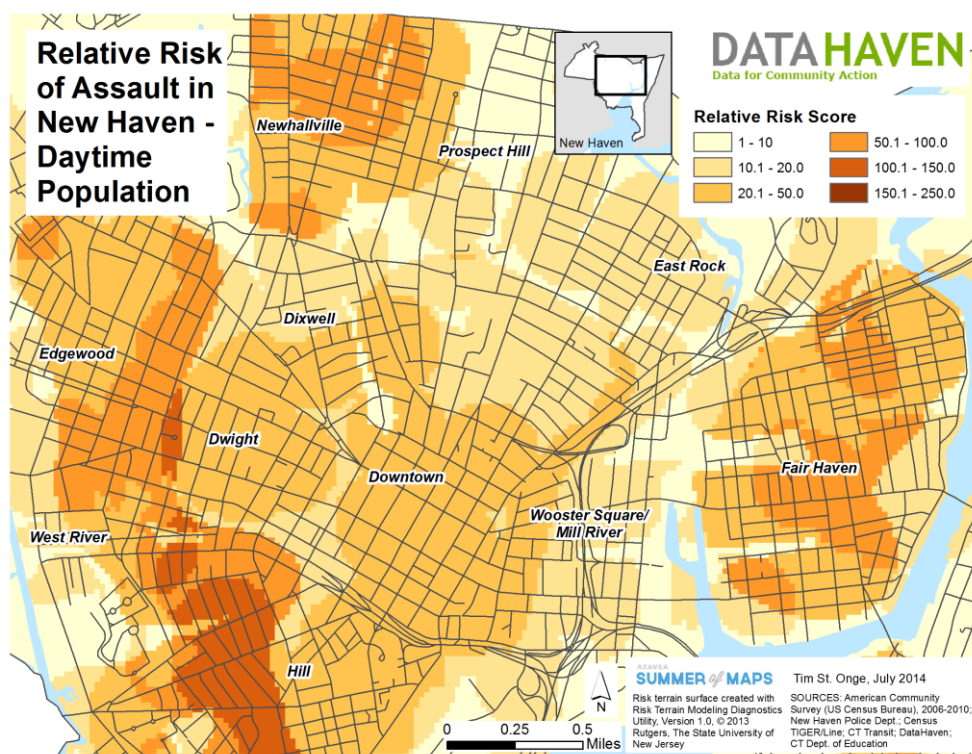 Relative Risk
of Assault in
New Haven -
Daytime
Population
New Haven
DATAHAVEN
Data for Community Action
Relative Risk Score
1 - 10
10.1 - 20.0
20.1 - 50.0
50.1 - 100.0
100.1 - 150.0
150.1 - 250.0
Newhallville
Prospect Hill
East Rock
Dixwell
Edgewood
Dwight
Downtown
Fair Haven
Wooster Square/
Mill River
West River
Hill
N
0 0.25 0.5
Miles
AZAVEA
SUMMER of MAPS
Risk terrain surface created with
Risk Terrain Modeling Diagnostics
Utility, Version 1.0, © 2013
Rutgers, The State University of
New Jersey
Tim St. Onge, July 2014
SOURCES: American Community
Survey (US Census Bureau), 2006-2010;
New Haven Police Dept.; Census
TIGER/Line; CT Transit; DataHaven;
CT Dept. of Education